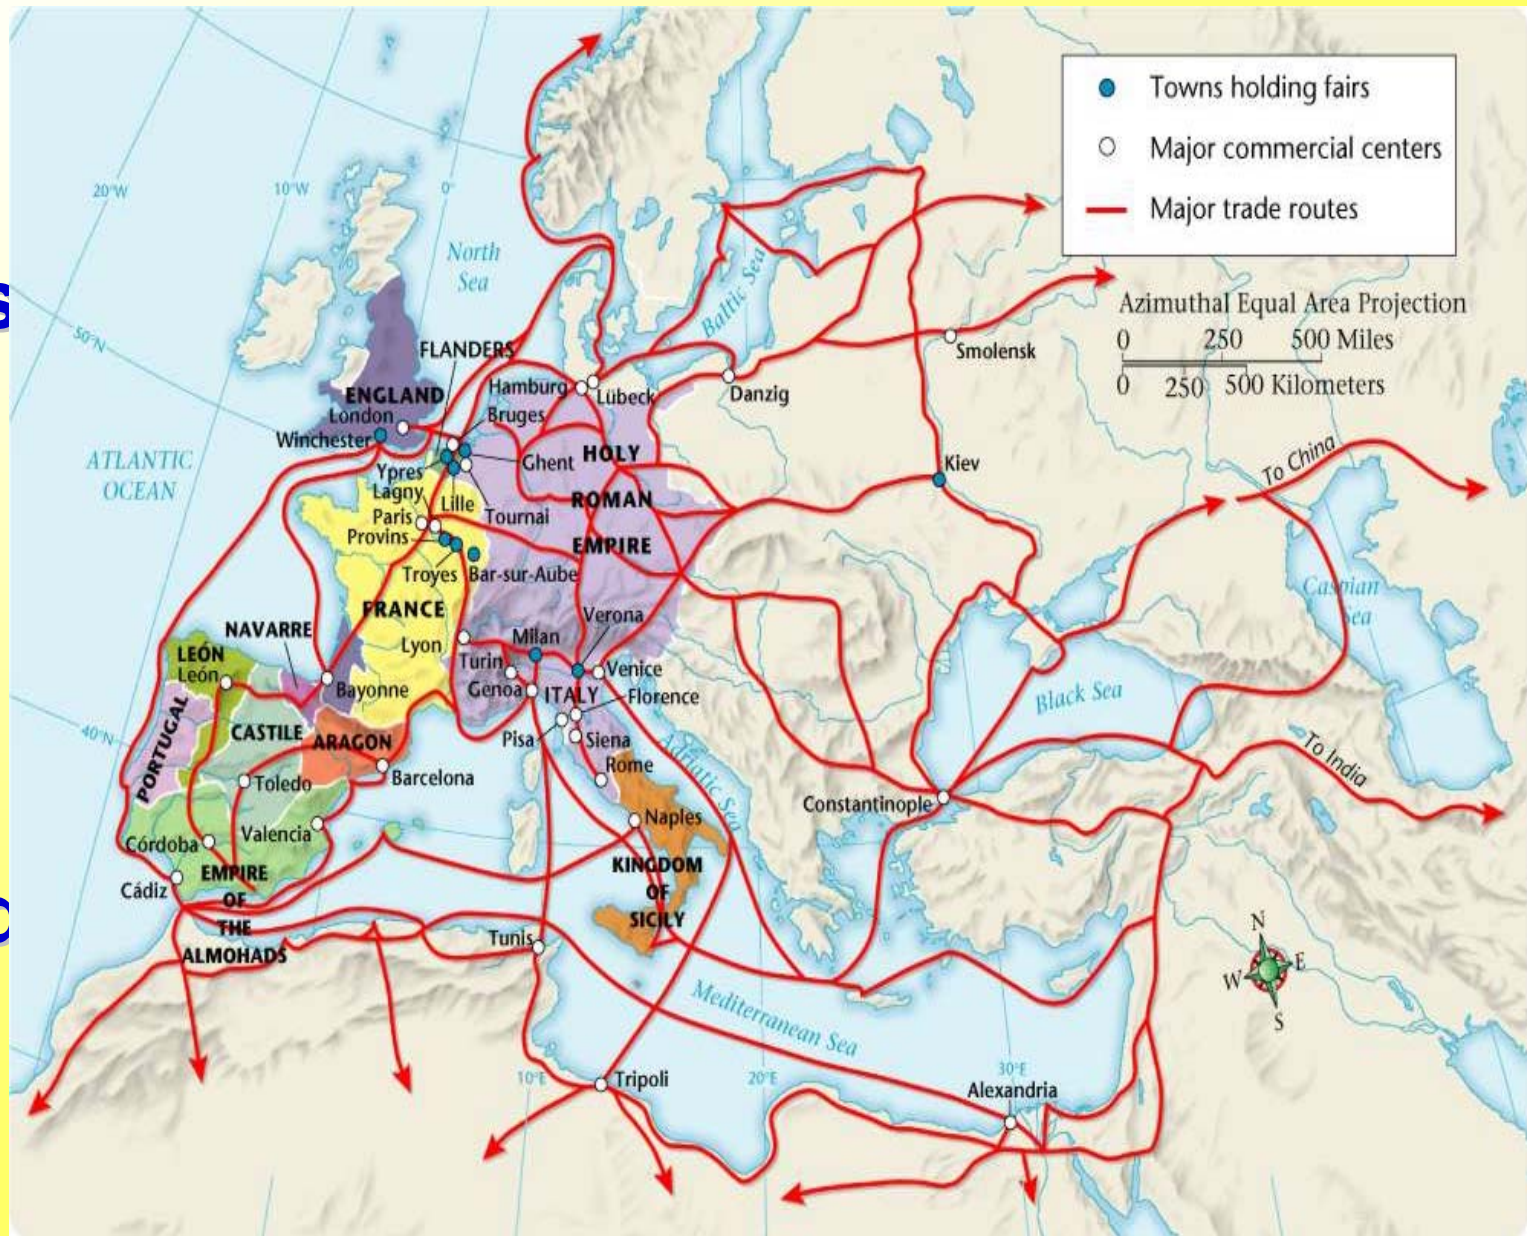 Towns holding fairs
Major commercial centers
Major trade routes
Azimuthal Equal Area Projection
0 250 500 Miles
0 250 500 Kilometers
20°W
10°W
0°
North
Sea
50°N
ATLANTIC
OCEAN
Baltic Sea
FLANDERS
ENGLAND
London
Winchester
Hamburg
Lübeck
Bruges
Danzig
Smolensk
Ypres
Ghent
HOLY
ROMAN
EMPIRE
Lagny
Lille
Tournai
Paris
Provins
Troyes
Bar-sur-Aube
Kiev
To China
Caspian
Sea
FRANCE
NAVARRE
Lyon
Milan
Verona
Turin
Venice
Genoa
ITALY
Florence
LEÓN
León
Bayonne
PORTUGAL
CASTILE
ARAGON
40°N
Pisa
Siena
Adriatic Sea
Black Sea
To India
Toledo
Barcelona
Rome
Constantinople
Naples
Córdoba
Valencia
Cádiz
EMPIRE
OF
THE
ALMOHADS
KINGDOM
OF
SICILY
Tunis
Mediterranean Sea
N
W E
S
10°E
Tripoli
20°E
30°E
Alexandria